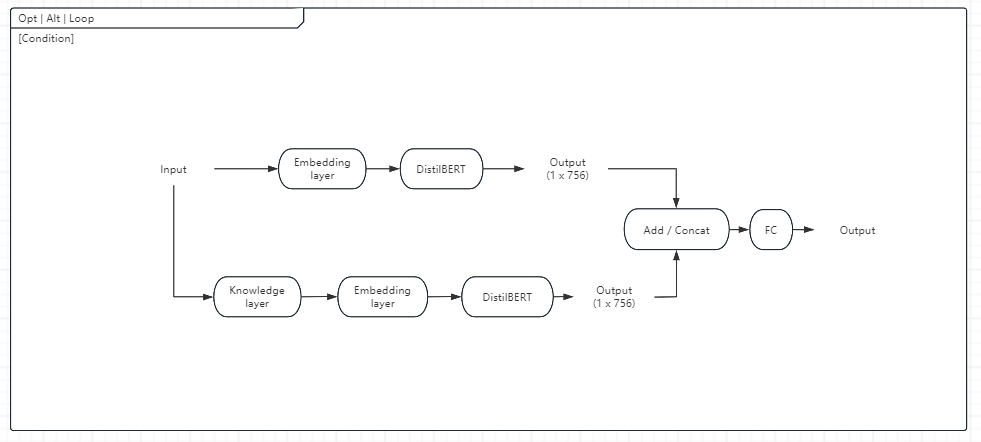 Opt | Alt | Loop
[Condition]
Input
Embedding
layer
DistilBERT
Output
(1 x 756)
Add / Concat
FC
Output
Knowledge
layer
Embedding
layer
DistilBERT
Output
(1 x 756)